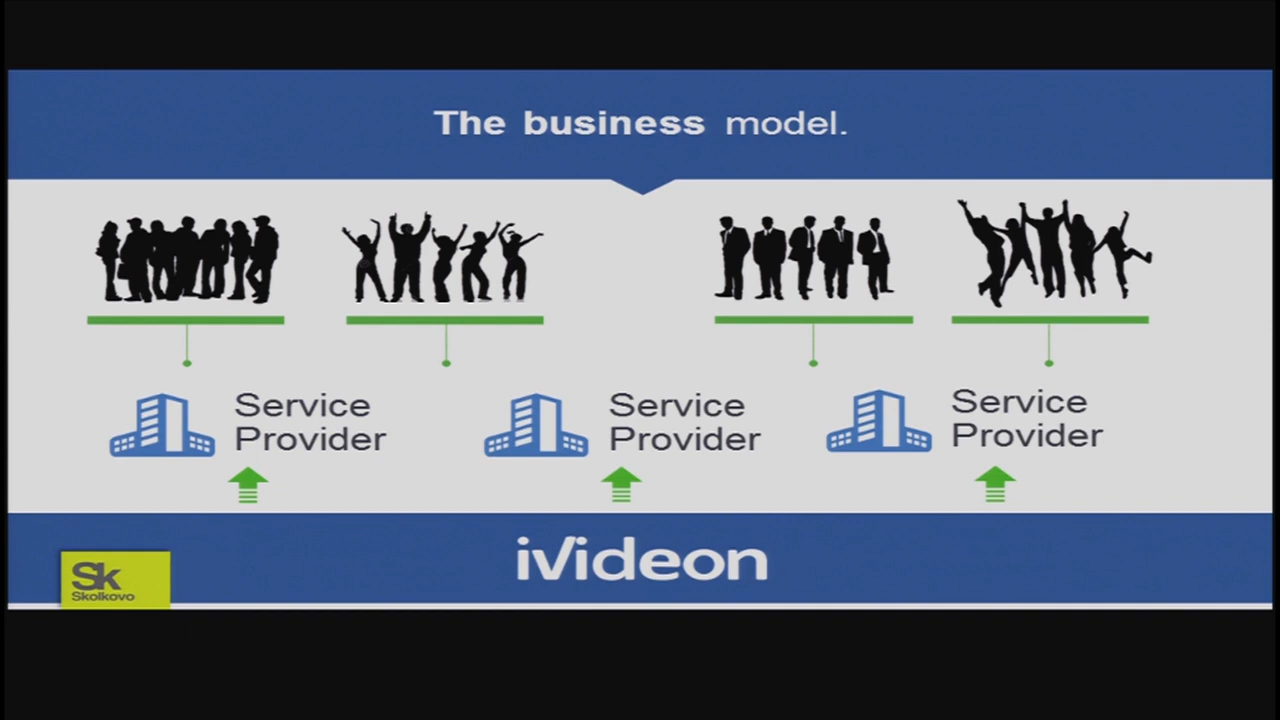 The business model.
Service
Provider
Service
Provider
Service
Provider
iVideon
Sk
Skolkovo